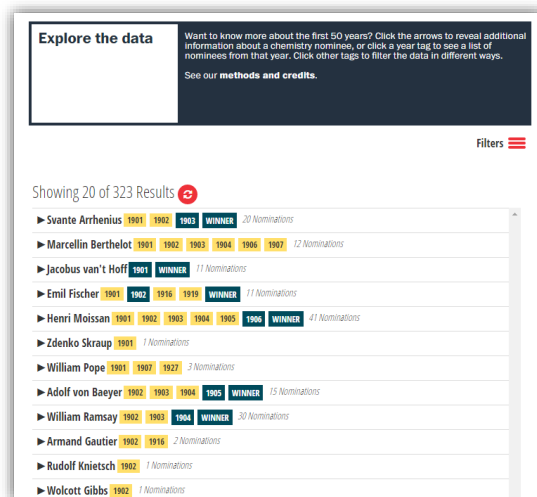 Explore the data
Want to know more about the first 50 years? Click the arrows to reveal additional
information about a chemistry nominee, or click a year tag to see a list of
nominees from that year. Click other tags to filter the data in different ways.
See our methods and credits.
Filters
Showing 20 of 323 Results
▶ Svante Arrhenius 1901 1902 1903 WINNER 20 Nominations
▶ Marcellin Berthelot 1901 1902 1903 1904 1906 1907 12 Nominations
▶ Jacobus van't Hoff 1901 WINNER 11 Nominations
▶ Emil Fischer 1901 1902 1916 1919 WINNER 11 Nominations
▶ Henri Moissan 1901 1902 1903 1904 1905 1906 WINNER 41 Nominations
▶ Zdenko Skraup 1901 1 Nominations
▶ William Pope 1901 1907 1927 3 Nominations
▶ Adolf von Baeyer 1902 1903 1904 1905 WINNER 15 Nominations
▶ William Ramsay 1902 1903 1904 WINNER 30 Nominations
▶ Armand Gautier 1902 1916 2 Nominations
▶ Rudolf Knietsch 1902 1 Nominations
▶ Wolcott Gibbs 1902 1 Nominations